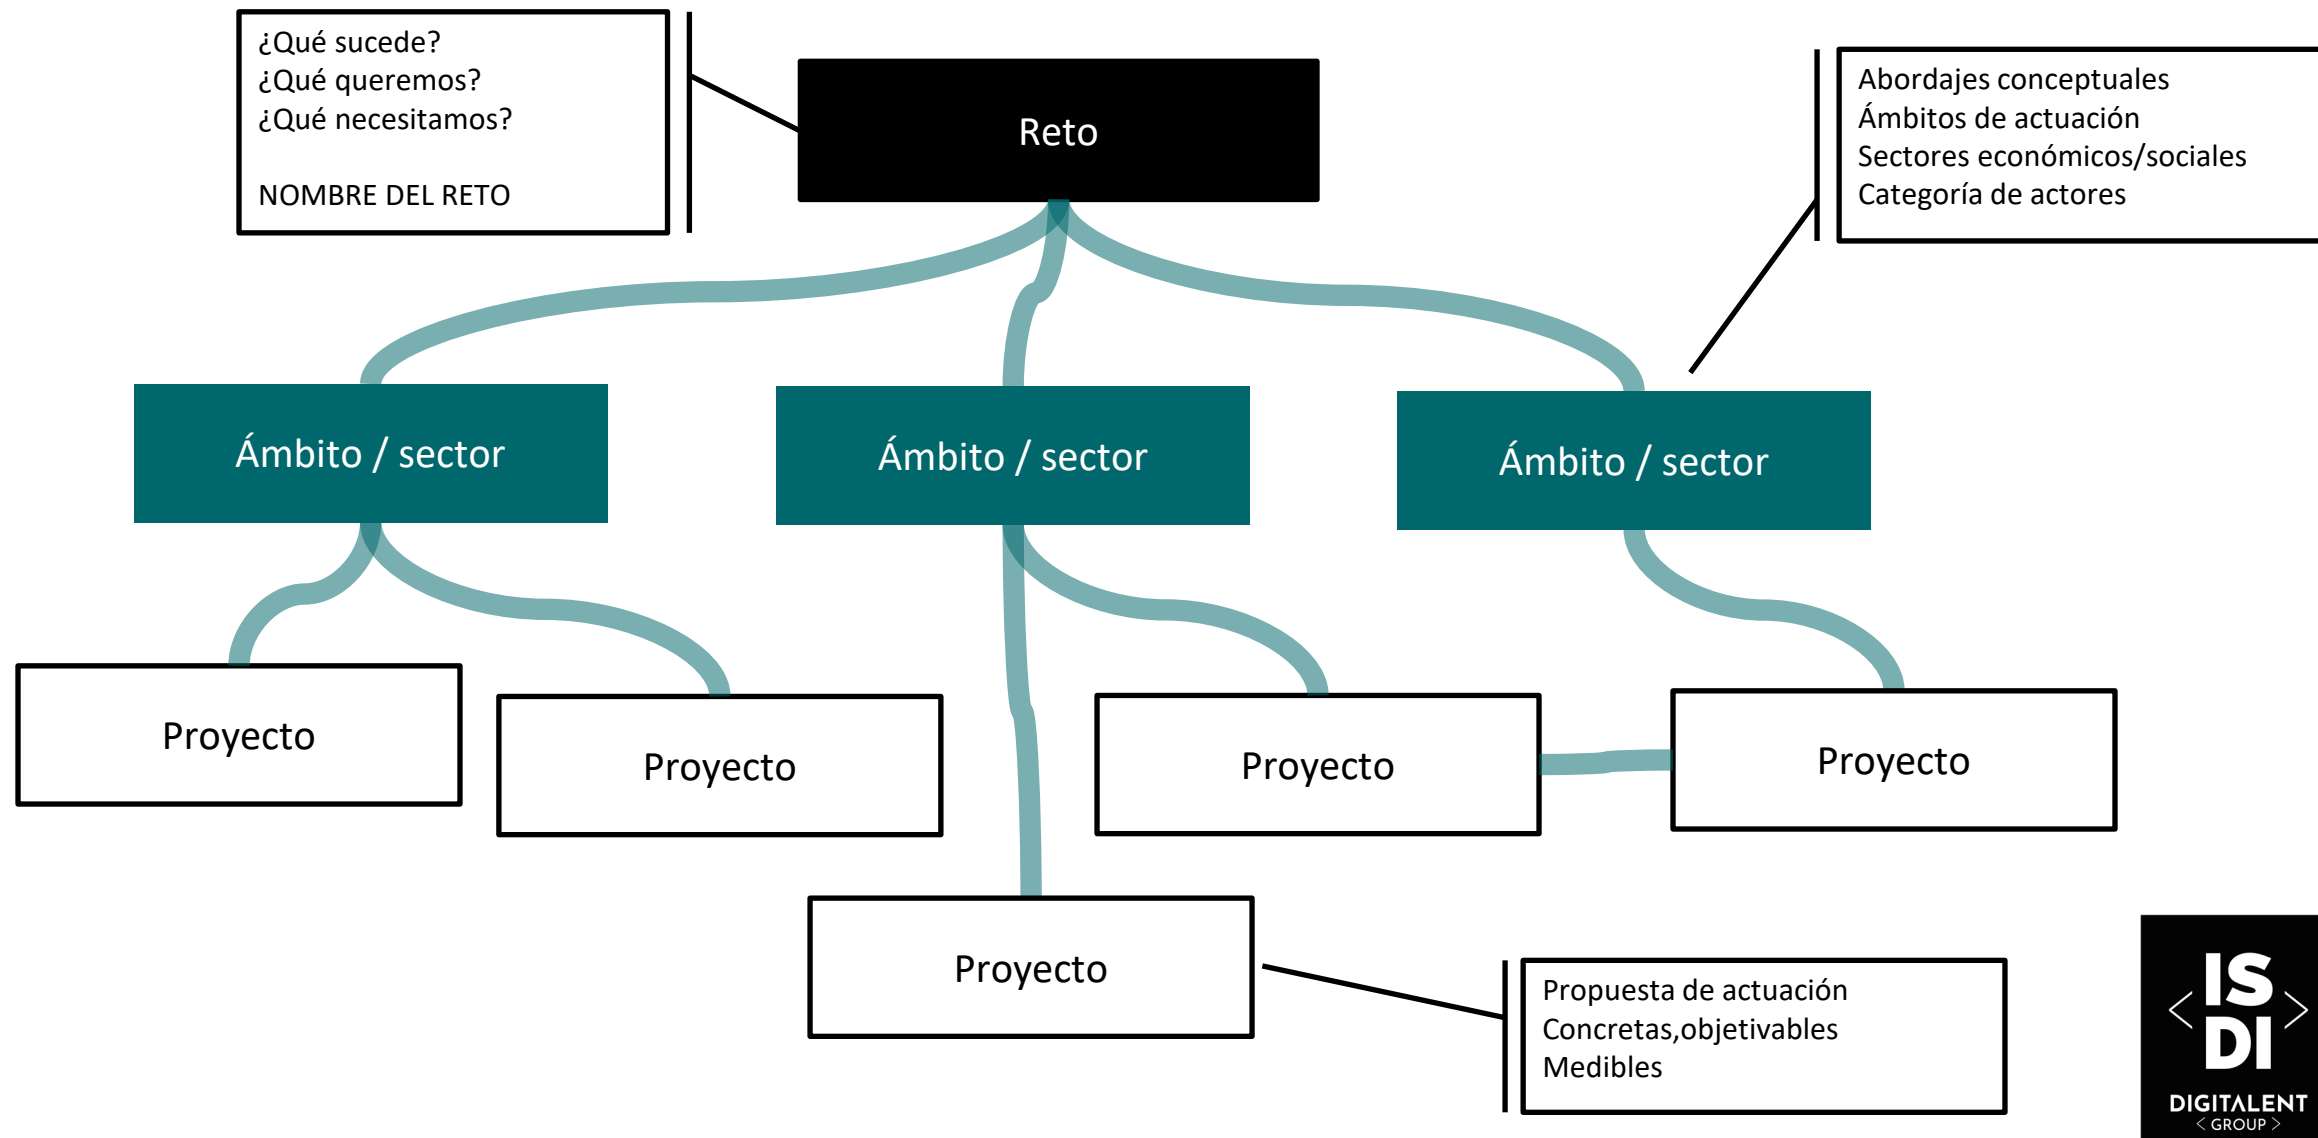 ¿Qué sucede?
¿Qué queremos?
¿Qué necesitamos?
NOMBRE DEL RETO
Reto
Abordajes conceptuales
Ámbitos de actuación
Sectores económicos/sociales
Categoría de actores
Ámbito / sector
Ámbito / sector
Ámbito / sector
Proyecto
Proyecto
Proyecto
Proyecto
Proyecto
Propuesta de actuación
Concretas,objetivables
Medibles
<IS
DI>
DIGITALENT
<GROUP>